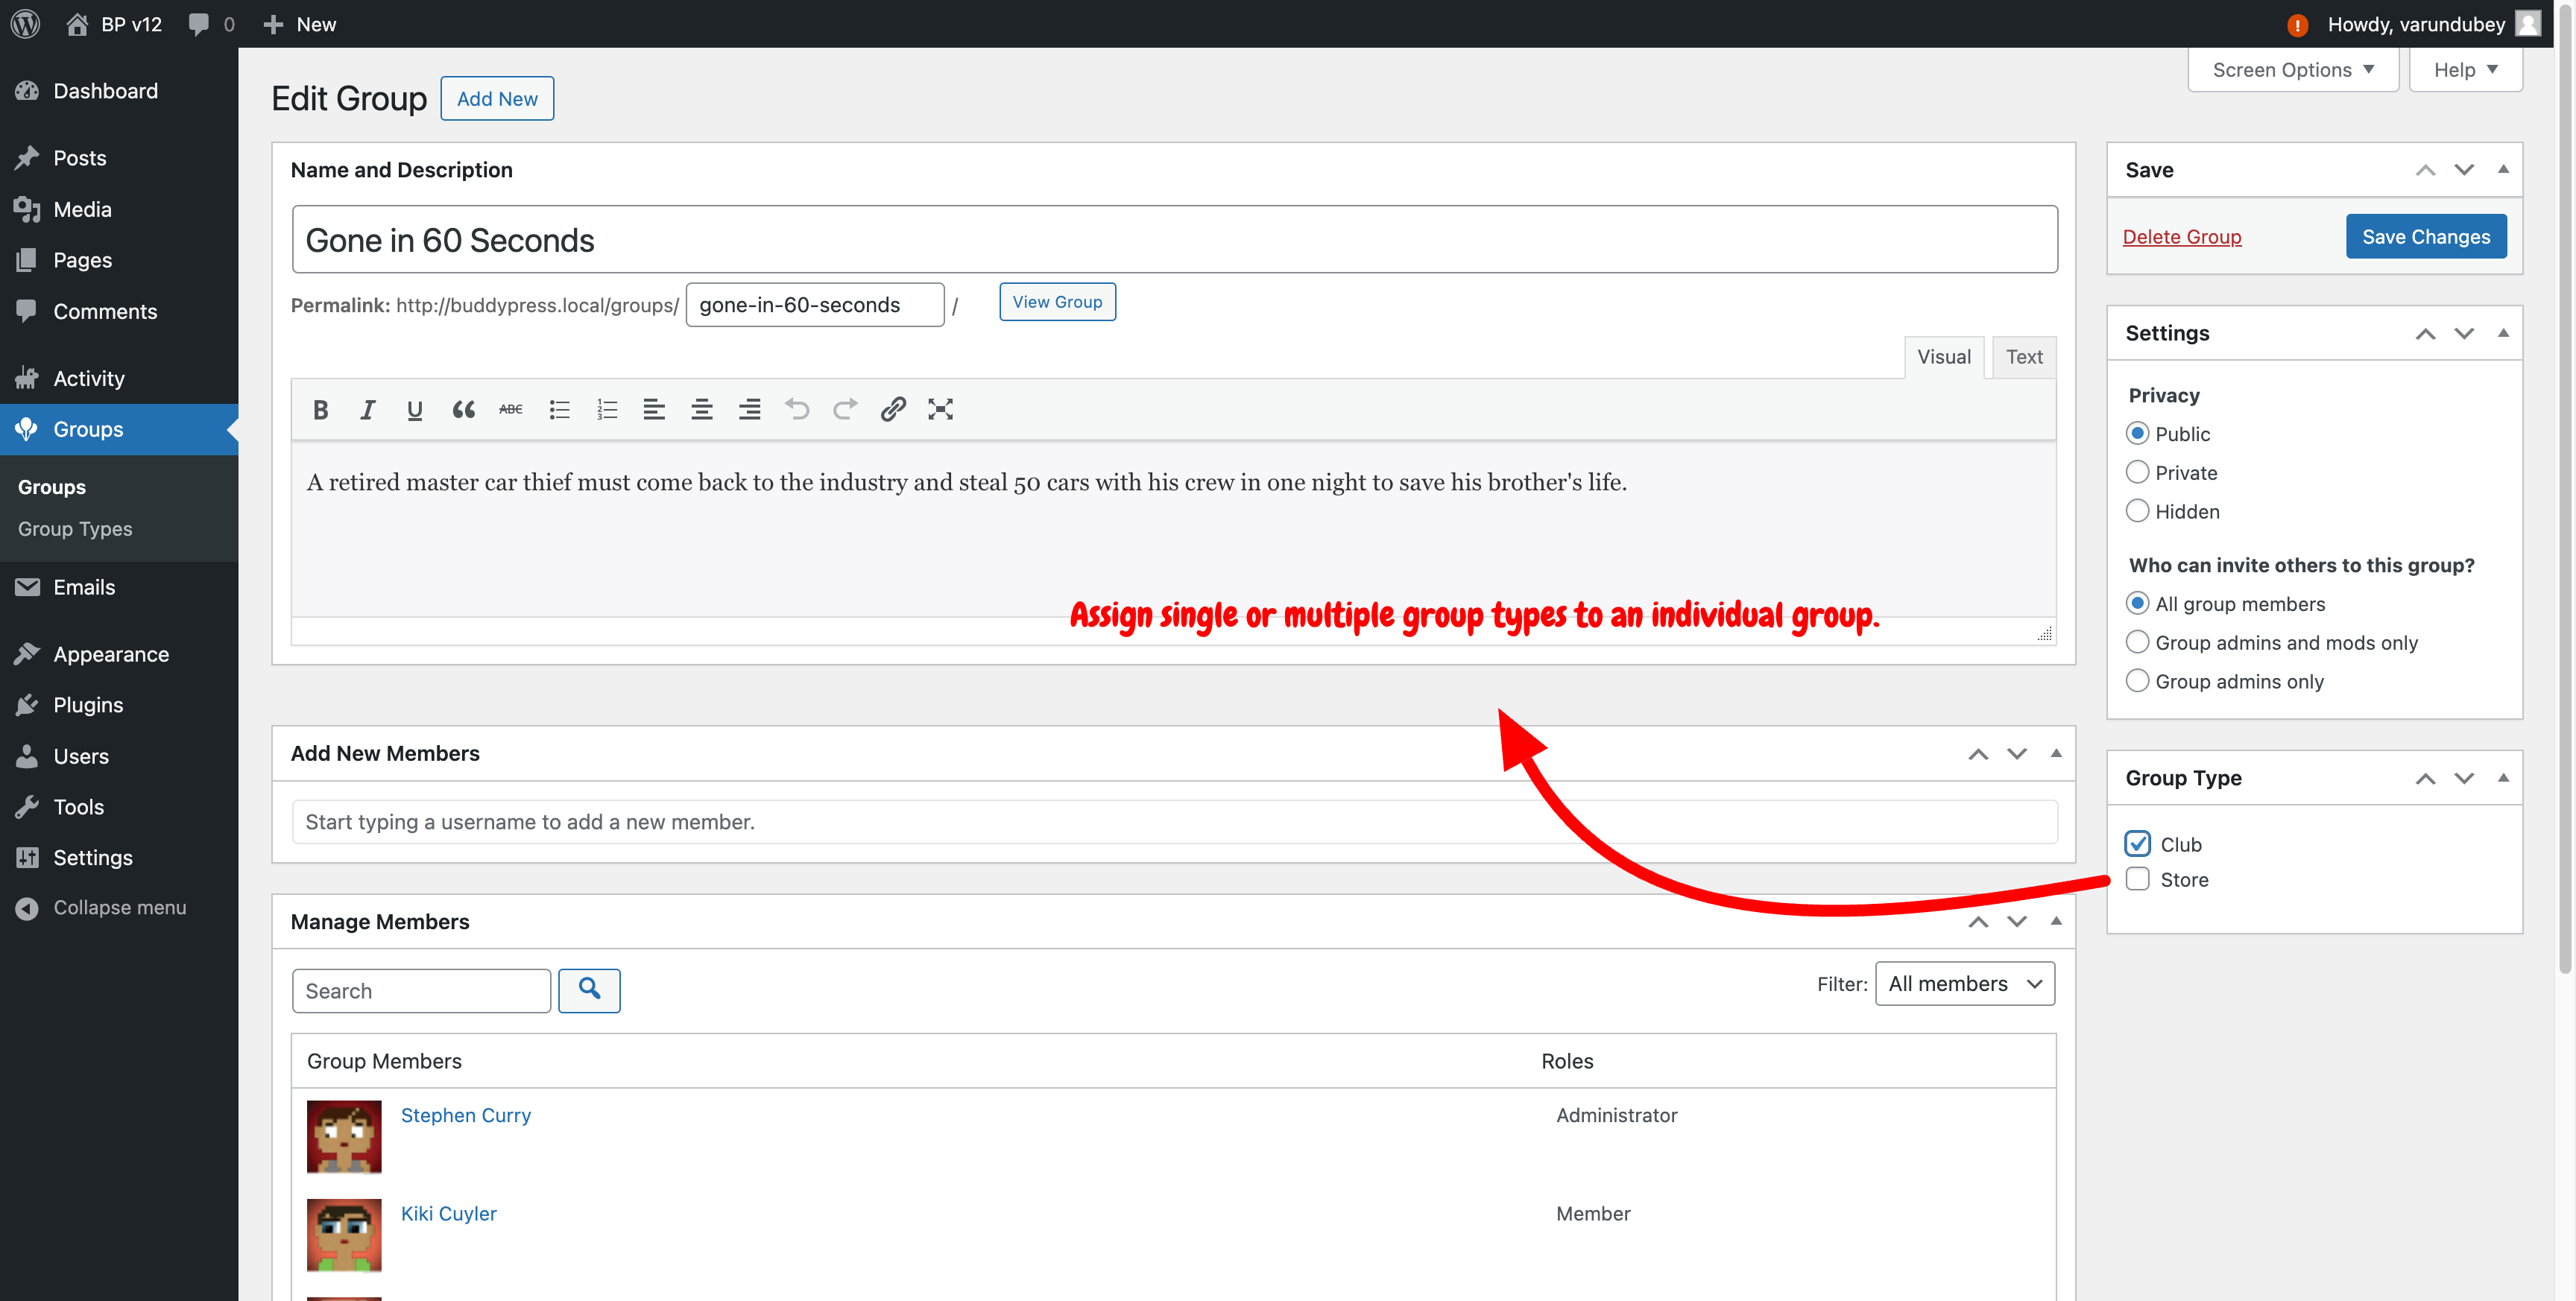 BP v12
0
New
Howdy, varundubey
Dashboard
Posts
Media
Pages
Comments
Activity
Groups
Groups
Group Types
Emails
Appearance
Plugins
Users
Tools
Settings
Collapse menu
Screen Options
Help
Edit Group
Add New
Name and Description
Gone in 60 Seconds
Permalink: http://buddypress.local/groups/ gone-in-60-seconds /
View Group
Visual
Text
B I U ABC
A retired master car thief must come back to the industry and steal 50 cars with his crew in one night to save his brother's life.
Assign single or multiple group types to an individual group.
Add New Members
Start typing a username to add a new member.
Manage Members
Search
Filter: All members
Group Members Roles
Stephen Curry Administrator
Kiki Cuyler Member
Save
Delete Group
Save Changes
Settings
Privacy
Public
Private
Hidden
Who can invite others to this group?
All group members
Group admins and mods only
Group admins only
Group Type
Club
Store